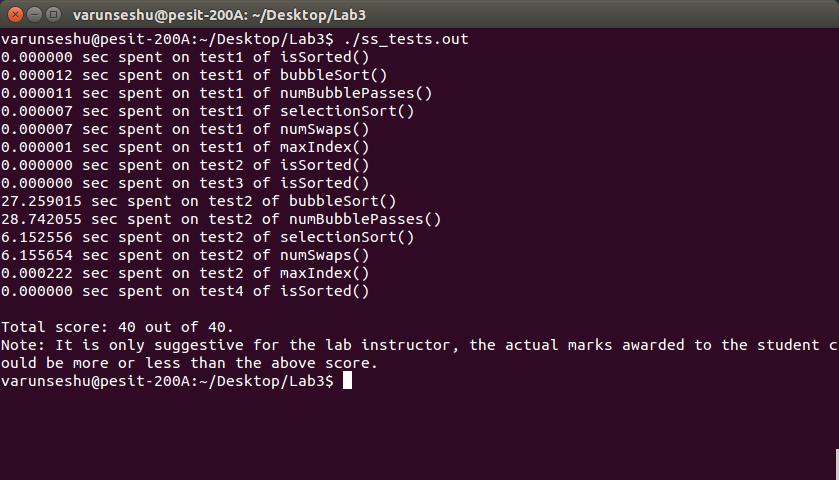 varunseshu@pesit-200A: ~/Desktop/Lab3
varunseshu@pesit-200A:~/Desktop/Lab3$ ./ss_tests.out
0.000000 sec spent on test1 of isSorted()
0.000012 sec spent on test1 of bubbleSort()
0.000011 sec spent on test1 of numBubblePasses()
0.000007 sec spent on test1 of selectionSort()
0.000007 sec spent on test1 of numSwaps()
0.000001 sec spent on test1 of maxIndex()
0.000000 sec spent on test2 of isSorted()
0.000000 sec spent on test3 of isSorted()
27.259015 sec spent on test2 of bubbleSort()
28.742055 sec spent on test2 of numBubblePasses()
6.152556 sec spent on test2 of selectionSort()
6.155654 sec spent on test2 of numSwaps()
0.000222 sec spent on test2 of maxIndex()
0.000000 sec spent on test4 of isSorted()
Total score: 40 out of 40.
Note: It is only suggestive for the lab instructor, the actual marks awarded to the student c
ould be more or less than the above score.
varunseshu@pesit-200A:~/Desktop/Lab3$